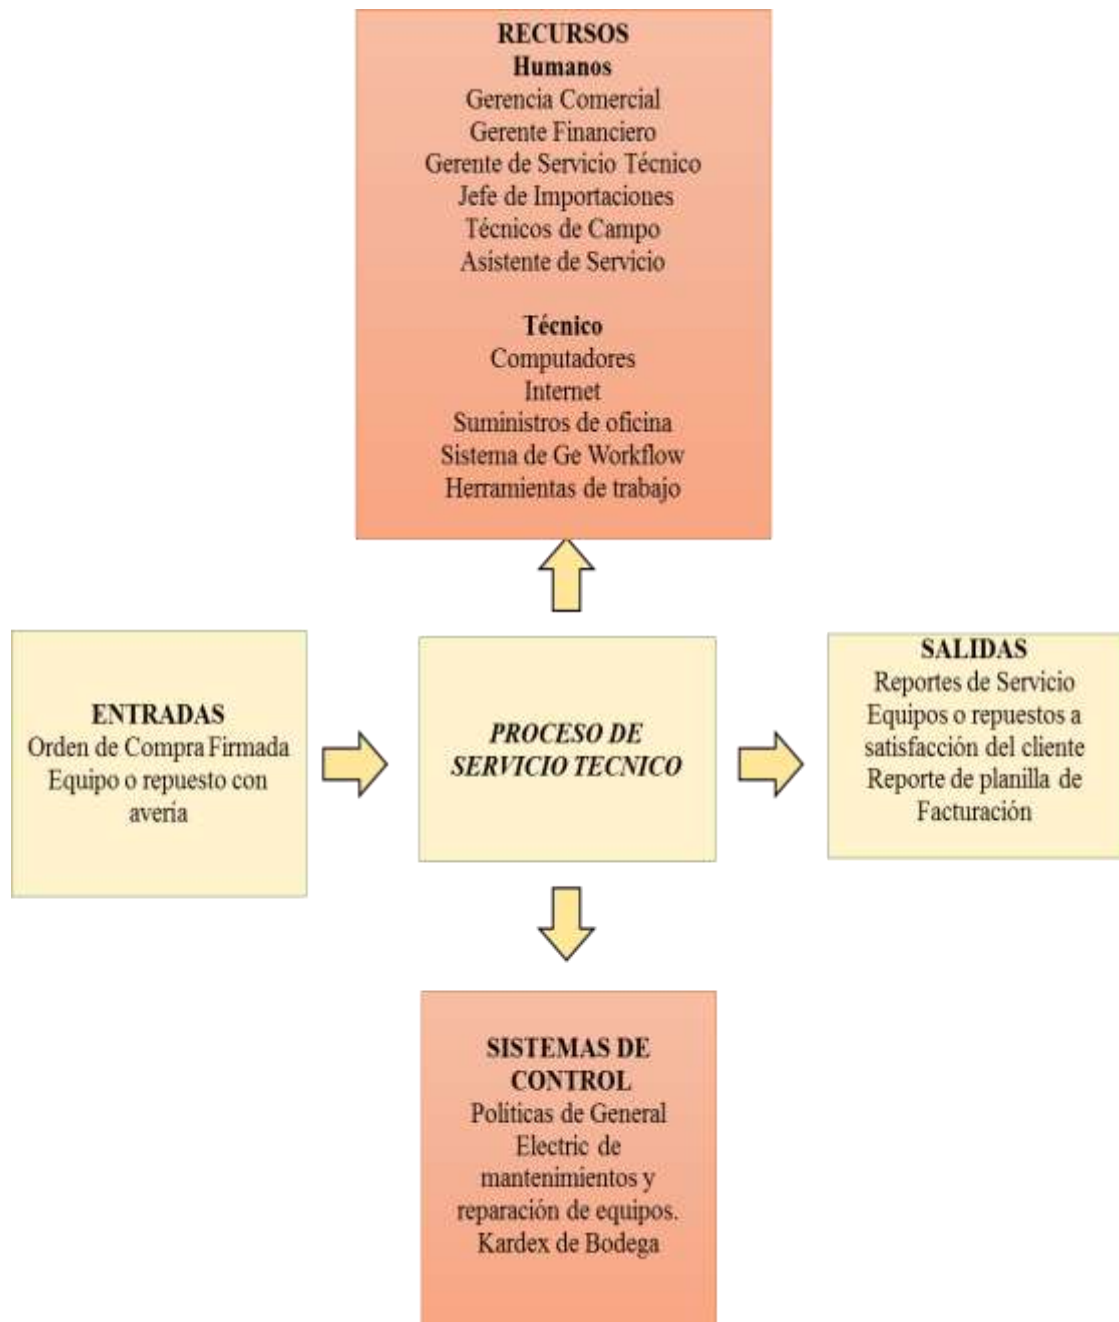 RECURSOS
Humanos
Gerencia Comercial
Gerente Financiero
Gerente de Servicio Técnico
Jefe de Importaciones
Técnicos de Campo
Asistente de Servicio
Técnico
Computadores
Internet
Suministros de oficina
Sistema de Ge Workflow
Herramientas de trabajo
ENTRADAS
Orden de Compra Firmada
Equipo o repuesto con
avería
PROCESO DE
SERVICIO TECNICO
SALIDAS
Reportes de Servicio
Equipos o repuestos a
satisfacción del cliente
Reporte de planilla de
Facturación
SISTEMAS DE
CONTROL
Políticas de General
Electric de
mantenimientos y
reparación de equipos.
Kardex de Bodega